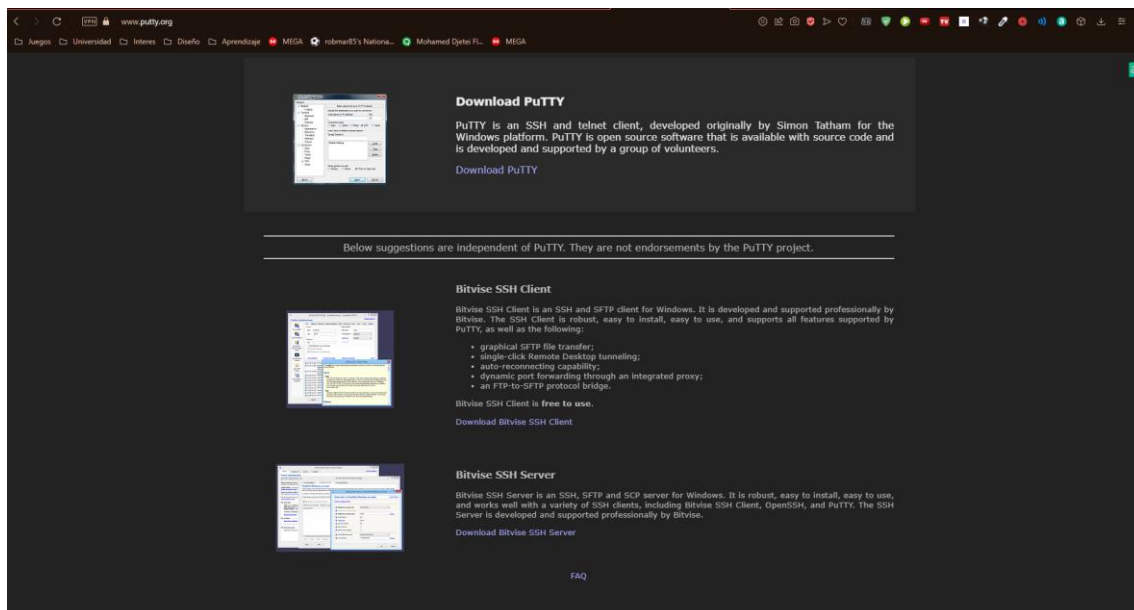 VPN www.putty.org
Juegos Universidad Interes Diseño Aprendizaje MEGA robmar85's Nationa... Mohamed Djetei Fl... MEGA
Download PuTTY
PuTTY is an SSH and telnet client, developed originally by Simon Tatham for the
Windows platform. PuTTY is open source software that is available with source code and
is developed and supported by a group of volunteers.
Download PuTTY
Below suggestions are independent of PuTTY. They are not endorsements by the PuTTY project.
Bitvise SSH Client
Bitvise SSH Client is an SSH and SFTP client for Windows. It is developed and supported professionally by
Bitvise. The SSH Client is robust, easy to install, easy to use, and supports all features supported by
PuTTY, as well as the following:
• graphical SFTP file transfer;
• single-click Remote Desktop tunneling;
• auto-reconnecting capability;
• dynamic port forwarding through an integrated proxy;
• an FTP-to-SFTP protocol bridge.
Bitvise SSH Client is free to use.
Download Bitvise SSH Client
Bitvise SSH Server
Bitvise SSH Server is an SSH, SFTP and SCP server for Windows. It is robust, easy to install, easy to use,
and works well with a variety of SSH clients, including Bitvise SSH Client, OpenSSH, and PuTTY. The SSH
Server is developed and supported professionally by Bitvise.
Download Bitvise SSH Server
FAQ